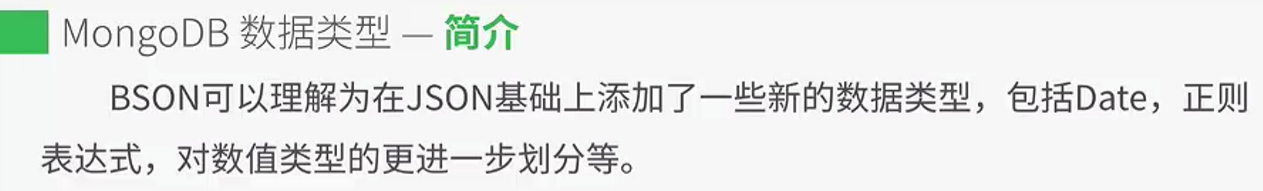 MongoDB 数据类型 — 简介
BSON可以理解为在JSON基础上添加了一些新的数据类型，包括Date，正则
表达式，对数值类型的更进一步划分等。